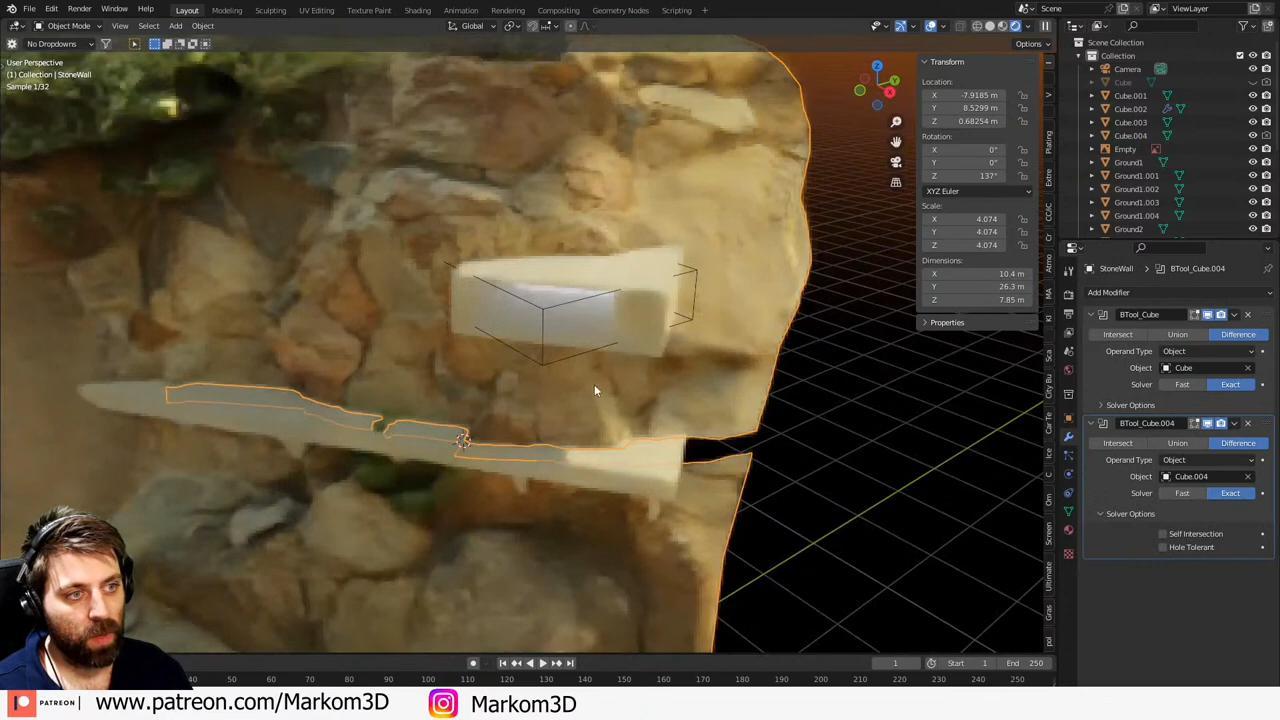 File Edit Render Window Help Layout Modeling Sculpting UV Editing Texture Paint Shading Animation Rendering Compositing Geometry Nodes Scripting Scene ViewLayer
Object Mode View Select Add Object Global
No Dropdowns Options
User Perspective
(1) Collection | StoneWall
Sample 1/32
Transform
Location:
X -7.9185 m
Y 8.5299 m
Z 0.68254 m
Rotation:
X 0°
Y 0°
Z 137°
XYZ Euler
Scale:
X 4.074
Y 4.074
Z 4.074
Dimensions:
X 10.4 m
Y 26.3 m
Z 7.85 m
Properties
Scene Collection
Collection
Camera
Cube
Cube.001
Cube.002
Cube.003
Cube.004
Empty
Ground1
Ground1.001
Ground1.002
Ground1.003
Ground1.004
Ground2
StoneWall BTool_Cube.004
Add Modifier
BTool_Cube
Intersect Union Difference
Operand Type Object
Object Cube
Solver Fast Exact
Solver Options
BTool_Cube.004
Intersect Union Difference
Operand Type Object
Object Cube.004
Solver Fast Exact
Solver Options
Self Intersection
Hole Tolerant
1 Start 1 End 250
40 50 60 70 80 90 100 110 120 130 140 150 160 170 180 190 200 210 220 230 240 250
PATREON www.patreon.com/Markom3D Markom3D